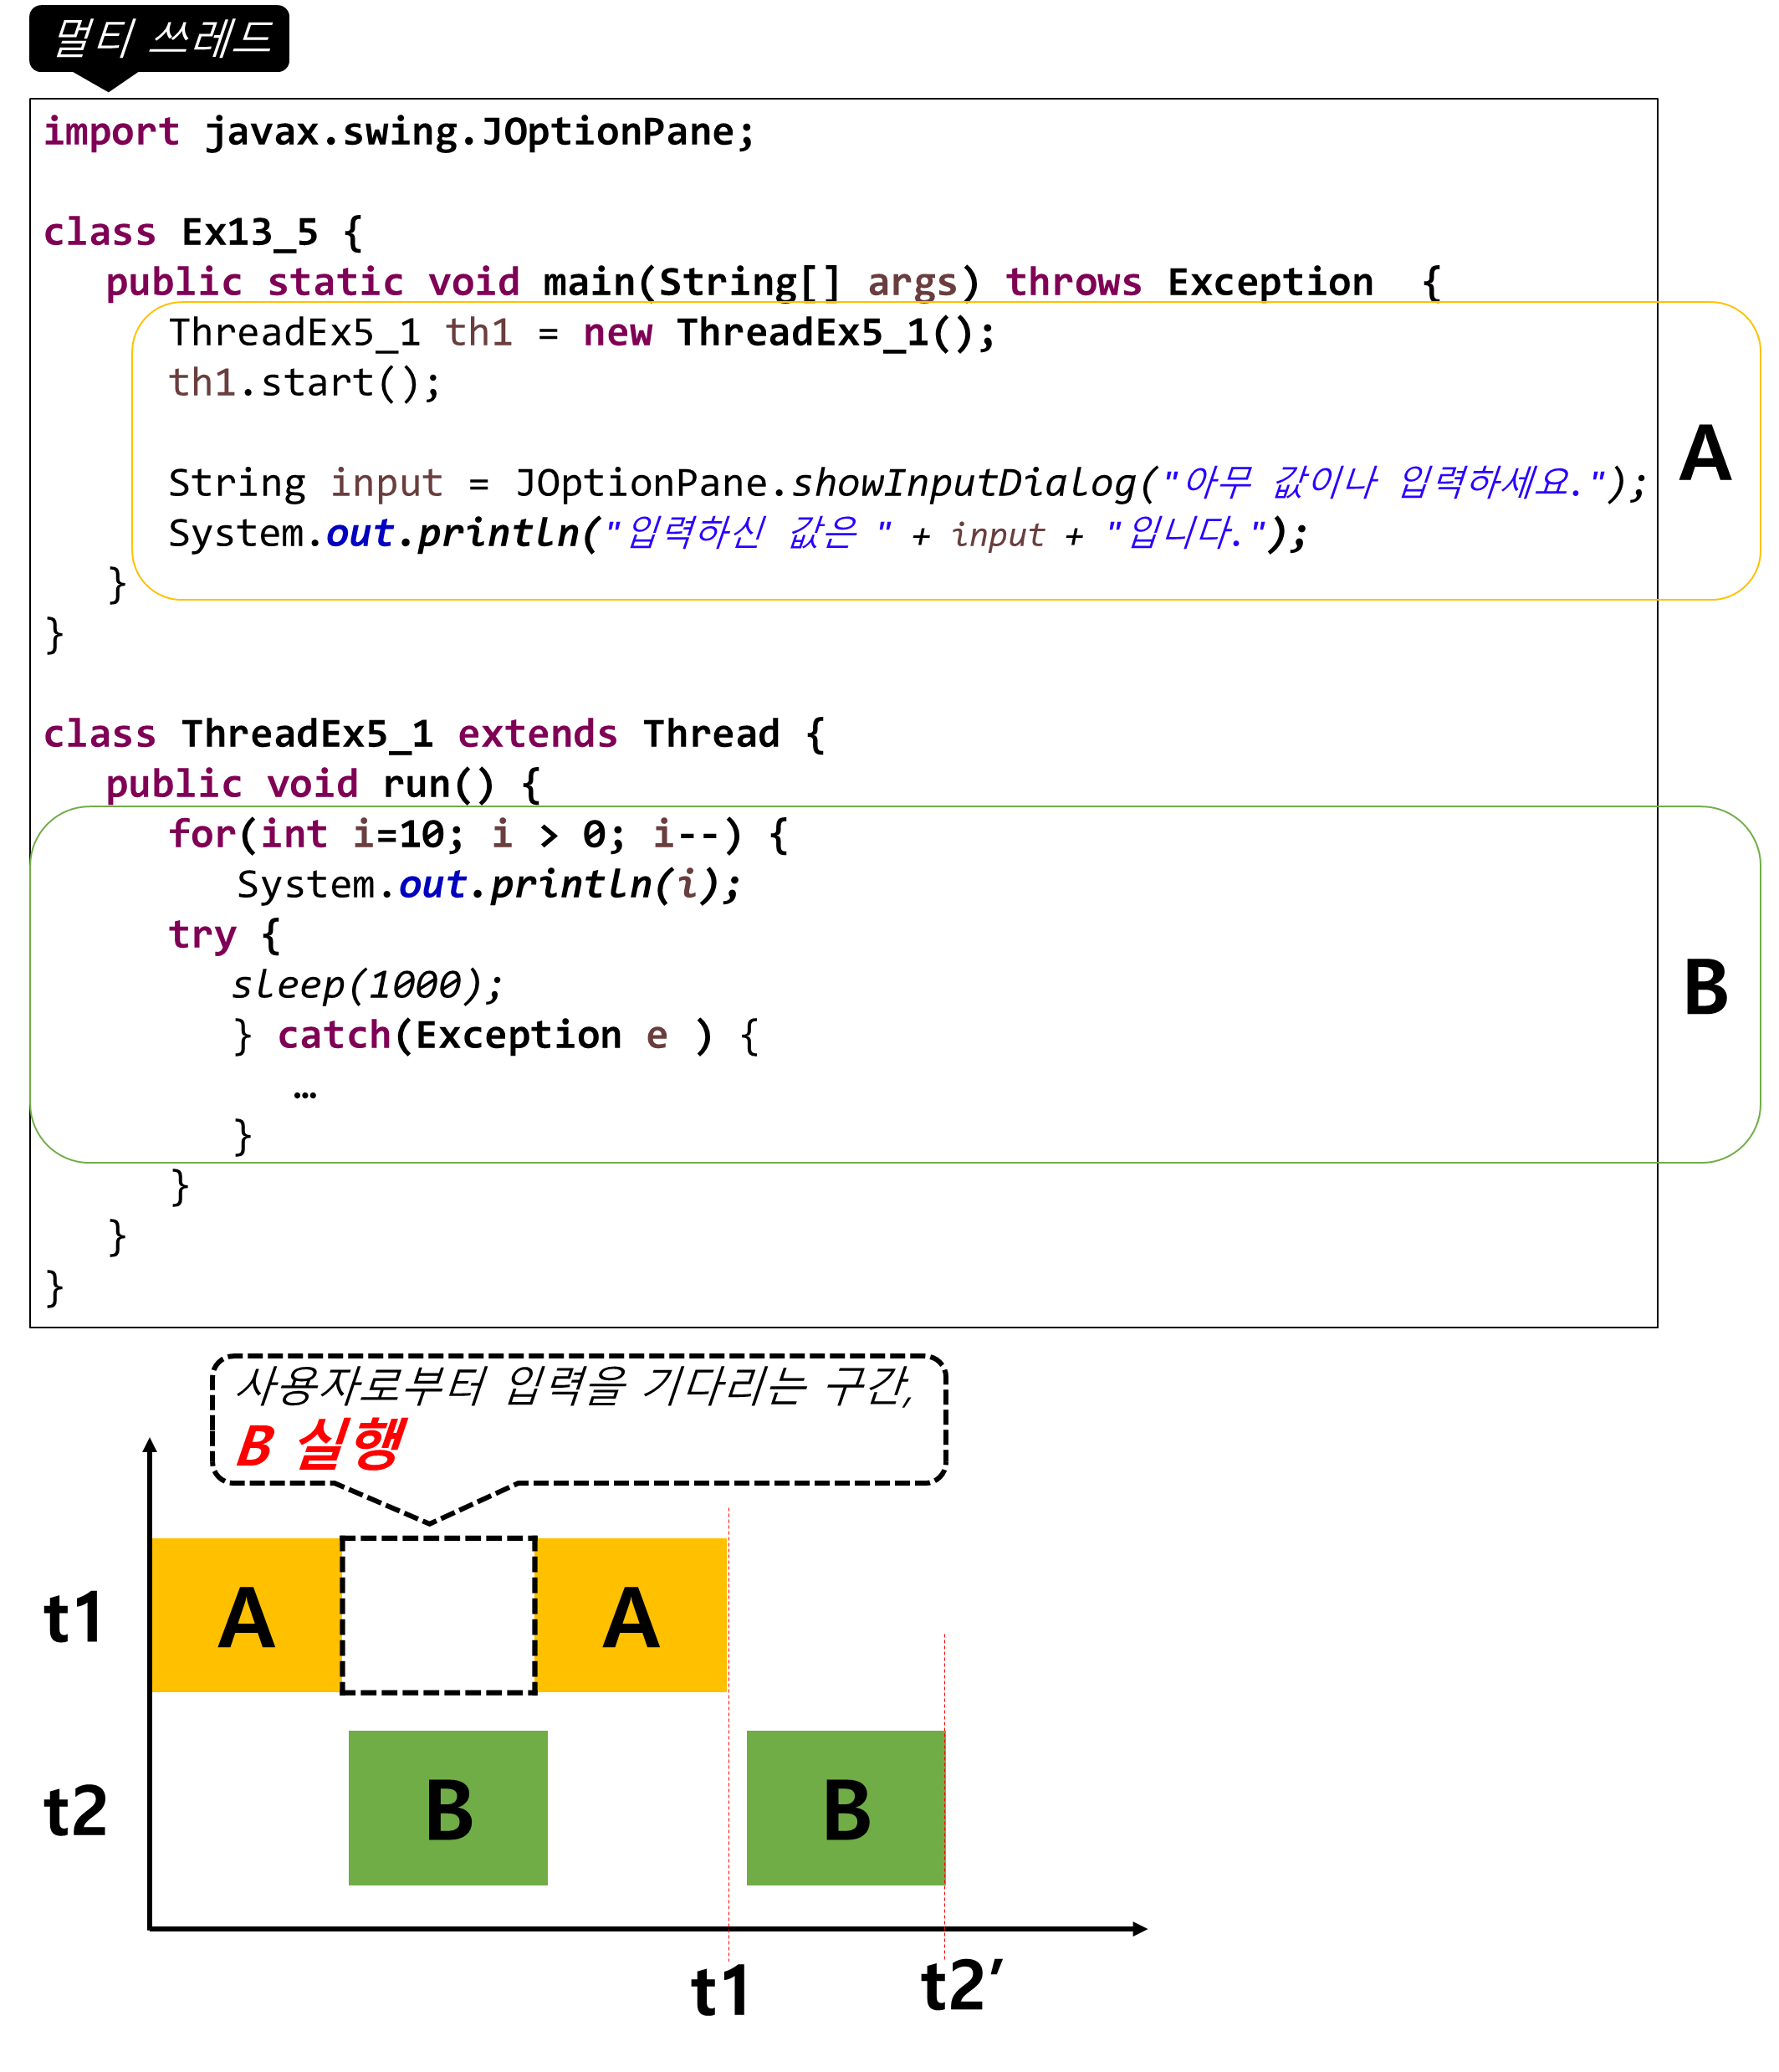 멀티 쓰레드
import javax.swing.JOptionPane;
class Ex13_5 {
public static void main(String[] args) throws Exception {
ThreadEx5_1 th1 = new ThreadEx5_1();
th1.start();
A
String input = JOptionPane.showInputDialog("아무 값이나 입력하세요.");
System.out.println("입력하신 값은 " + input + "입니다.");
}
}
class ThreadEx5_1 extends Thread {
public void run() {
for(int i=10; i > 0; i--) {
System.out.println(i);
try {
sleep(1000);
B
} catch(Exception e ) {
…
}
}
}
}
사용자로부터 입력을 기다리는 구간,
B 실행
t1 A A
t2 B B
t1 t2’